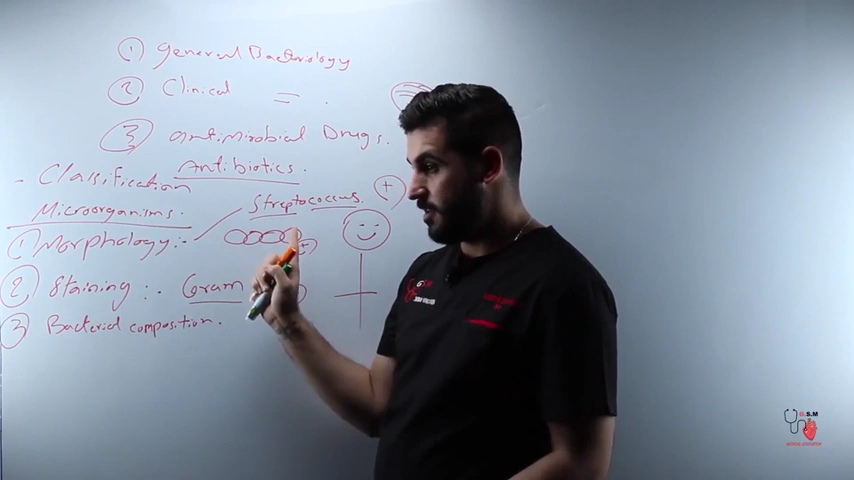 ① general Bacteriology
② Clinical = .
③ antimirobial Drugs.
- Classification Antibiotics.
Microorganisms. Streptococcus. +
① Morphology:-
② Staining :- Gram
③ Bacterial composition.
G.S.M
G.S.M